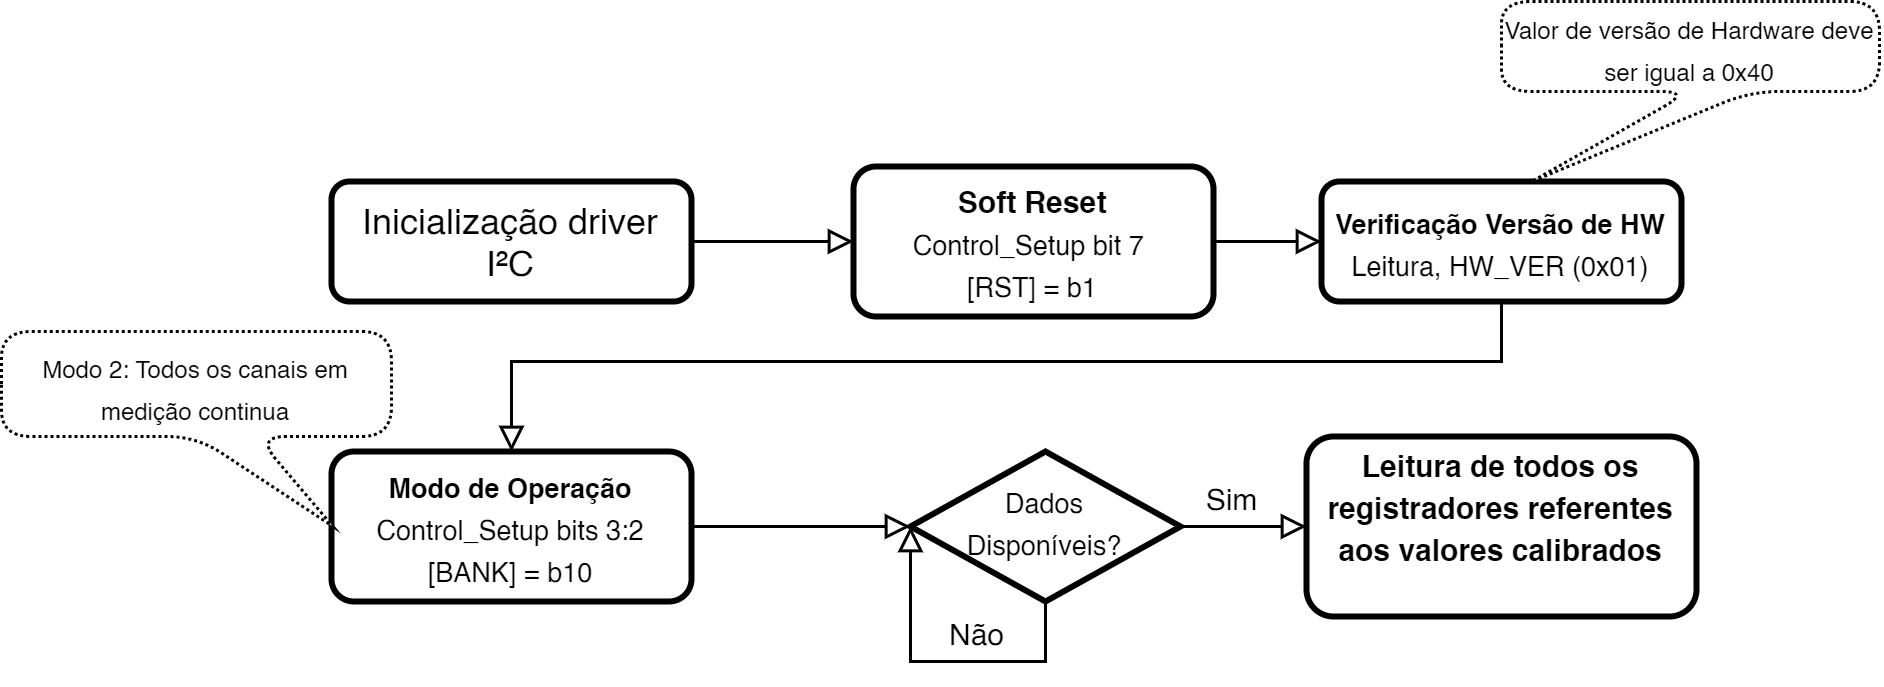 Valor de versão de Hardware deve
ser igual a 0x40
Inicialização driver
I²C
Soft Reset
Control_Setup bit 7
[RST] = b1
Verificação Versão de HW
Leitura, HW_VER (0x01)
Modo 2: Todos os canais em
medição continua
Modo de Operação
Control_Setup bits 3:2
[BANK] = b10
Dados
Disponíveis?
Sim
Não
Leitura de todos os
registradores referentes
aos valores calibrados